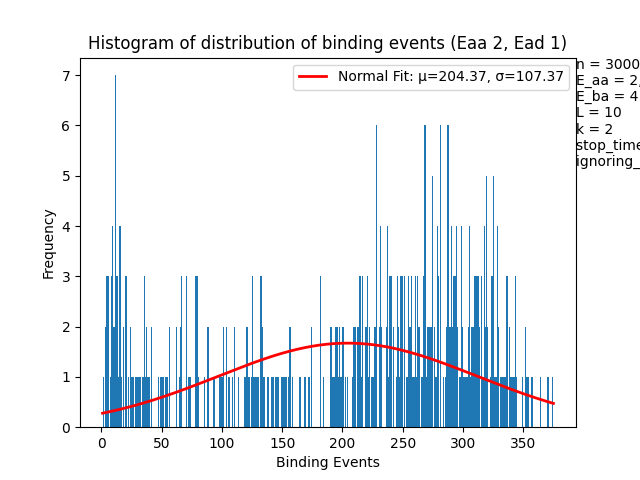 Histogram of distribution of binding events (Eaa 2, Ead 1)
Normal Fit: μ=204.37, σ=107.37
n = 3000
E_aa = 2,
E_ba = 4
L = 10
k = 2
stop_time
ignoring_
Frequency
7
6
5
4
3
2
1
0
0 50 100 150 200 250 300 350
Binding Events